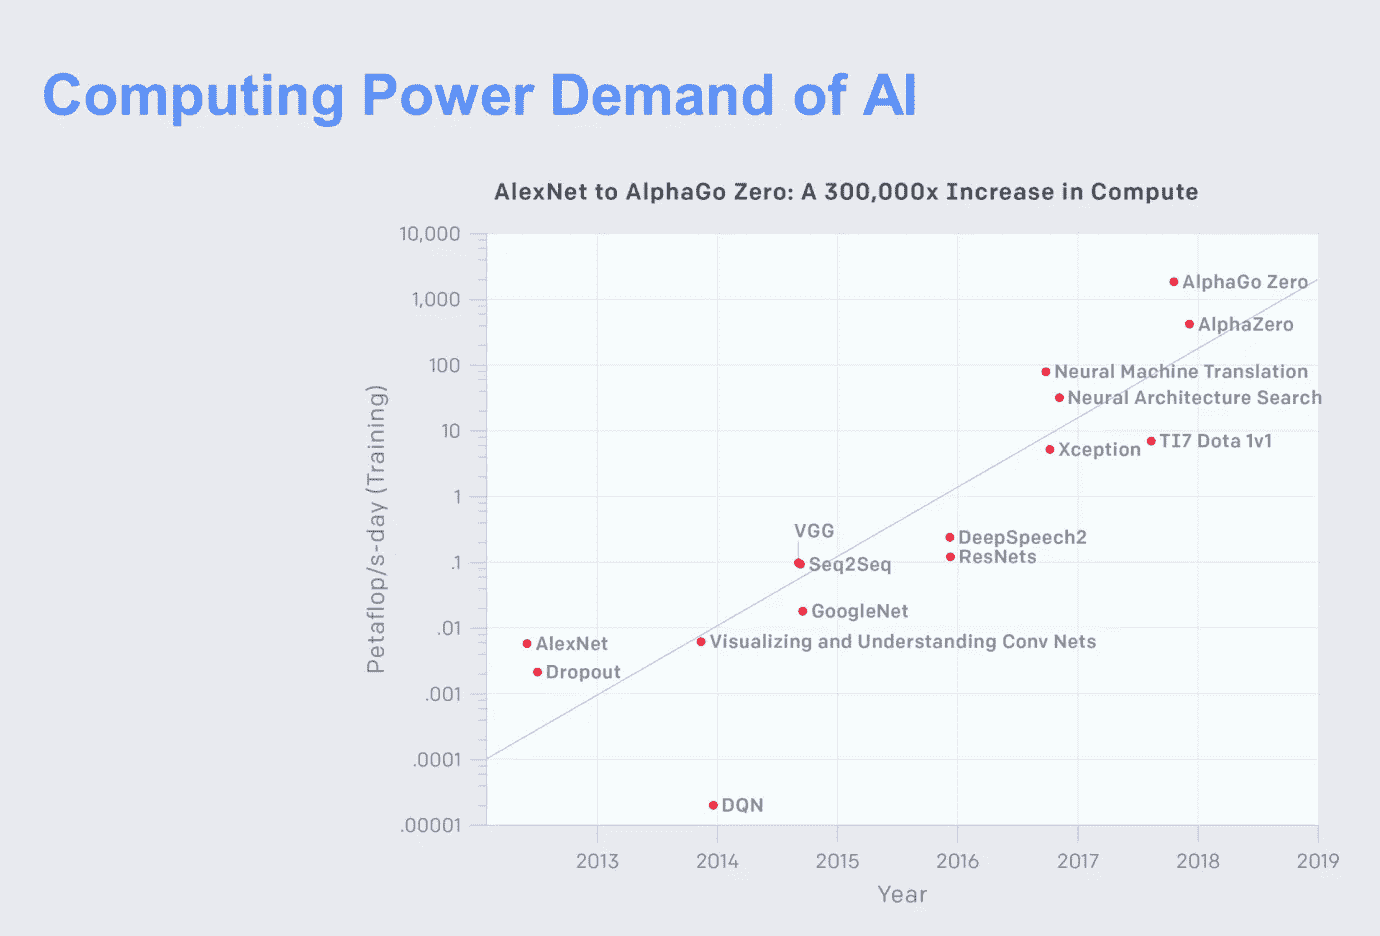 Computing Power Demand of AI
AlexNet to AlphaGo Zero: A 300,000x Increase in Compute
10,000
1,000
100
10
1
.1
.01
.001
.0001
.00001
Petaflop/s-day (Training)
AlphaGo Zero
AlphaZero
Neural Machine Translation
Neural Architecture Search
TI7 Dota 1v1
Xception
VGG
DeepSpeech2
ResNets
Seq2Seq
GoogleNet
Visualizing and Understanding Conv Nets
AlexNet
Dropout
DQN
2013
2014
2015
2016
2017
2018
2019
Year